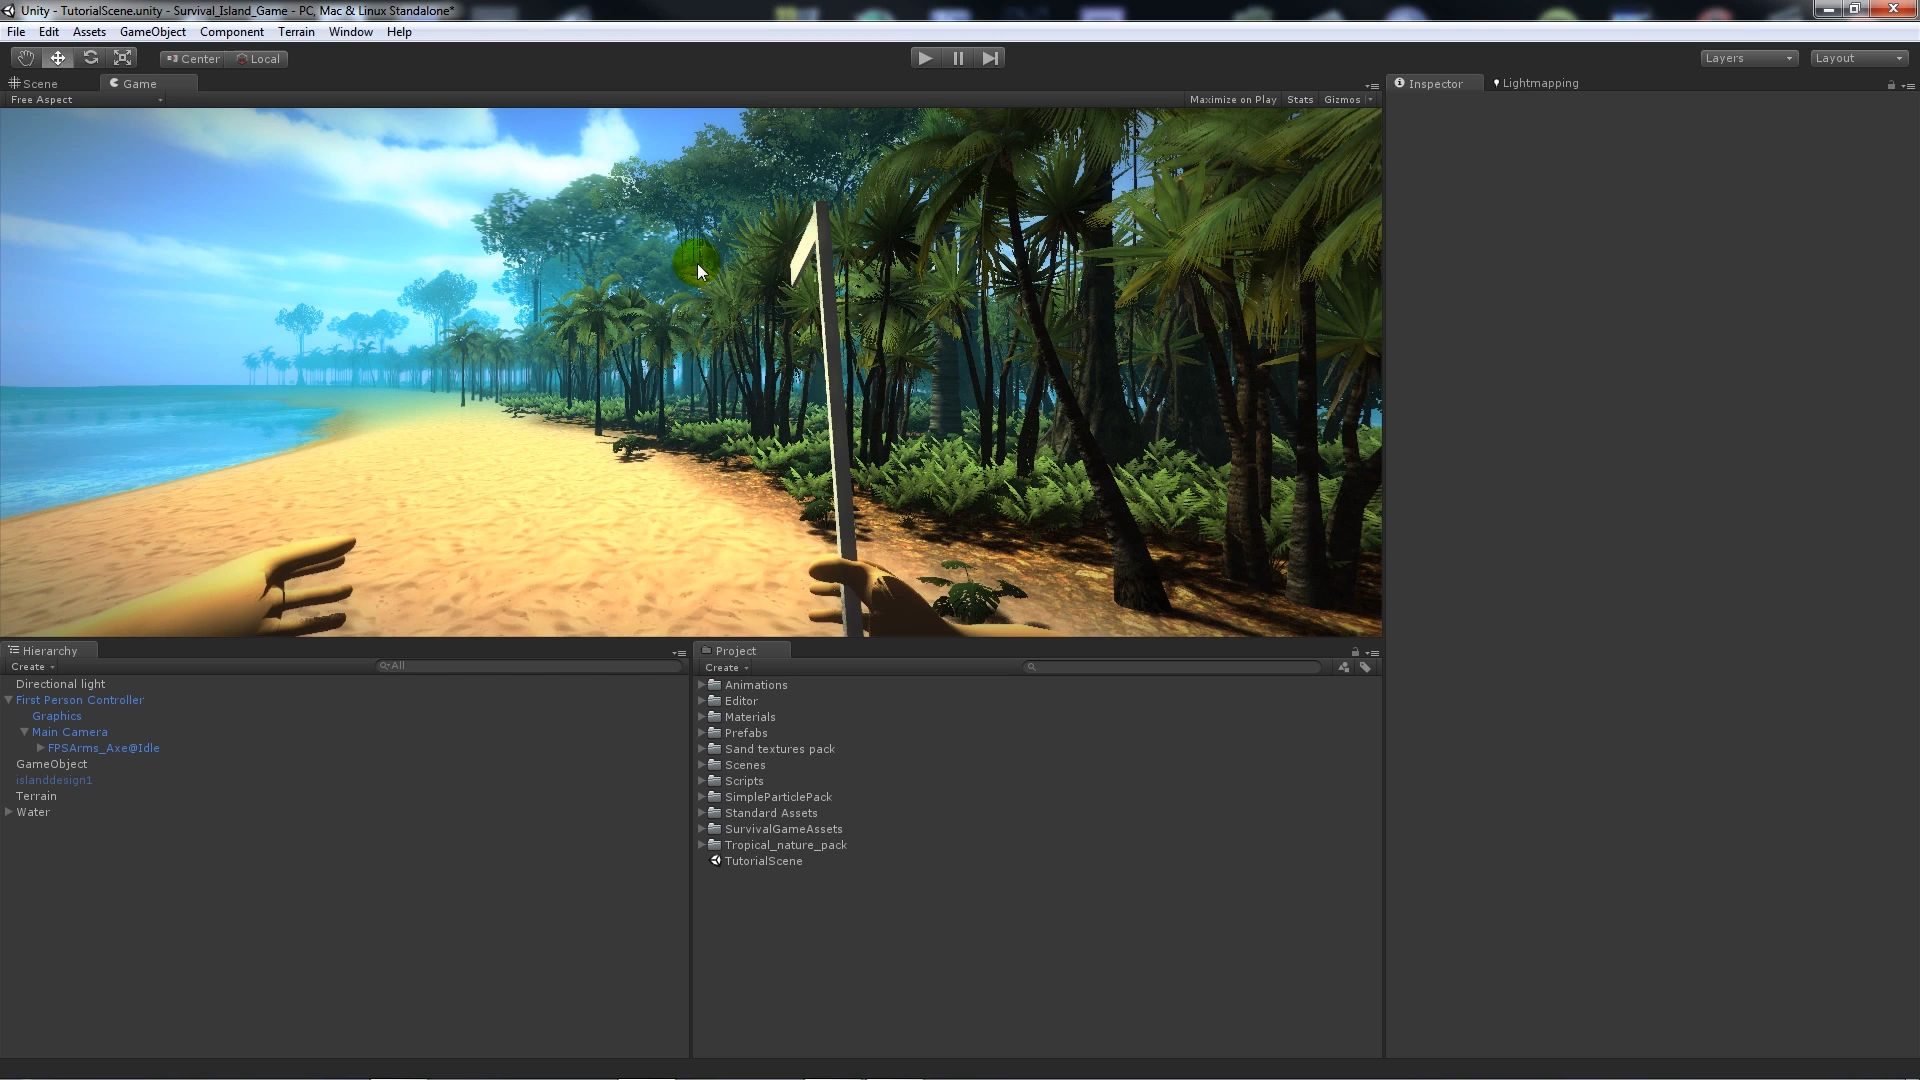 Unity - TutorialScene.unity - Survival_Island_Game - PC, Mac & Linux Standalone*
File Edit Assets GameObject Component Terrain Window Help
Center Local Layers Layout
Scene Game Inspector Lightmapping
Free Aspect Maximize on Play Stats Gizmos
Hierarchy
Create All
Directional light
First Person Controller
Graphics
Main Camera
FPSArms_Axe@Idle
GameObject
islanddesign1
Terrain
Water
Project
Create
Animations
Editor
Materials
Prefabs
Sand textures pack
Scenes
Scripts
SimpleParticlePack
Standard Assets
SurvivalGameAssets
Tropical_nature_pack
TutorialScene